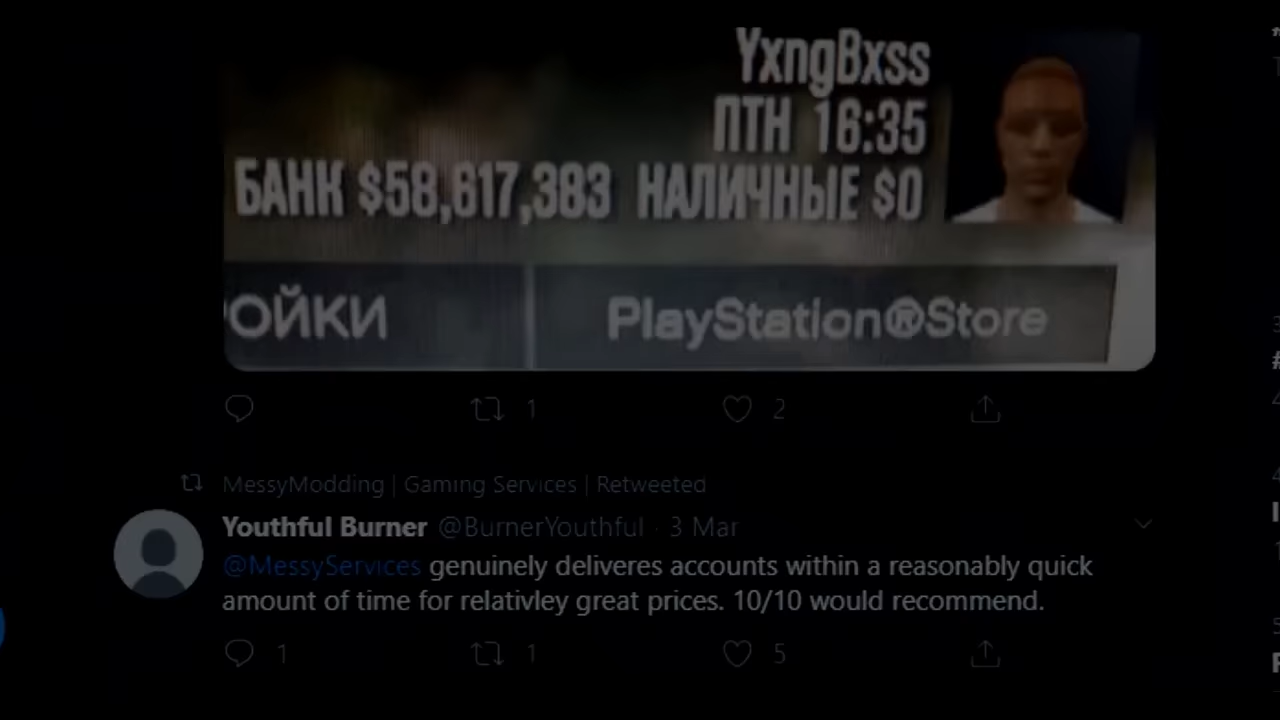 YxngBxss
ПТН 16:35
БАНК $58,617,383 НАЛИЧНЫЕ $0
ОЙКИ PlayStation®Store
1 2
MessyModding | Gaming Services | Retweeted
Youthful Burner @BurnerYouthful · 3 Mar
@MessyServices genuinely deliveres accounts within a reasonably quick
amount of time for relativley great prices. 10/10 would recommend.
1 1 5